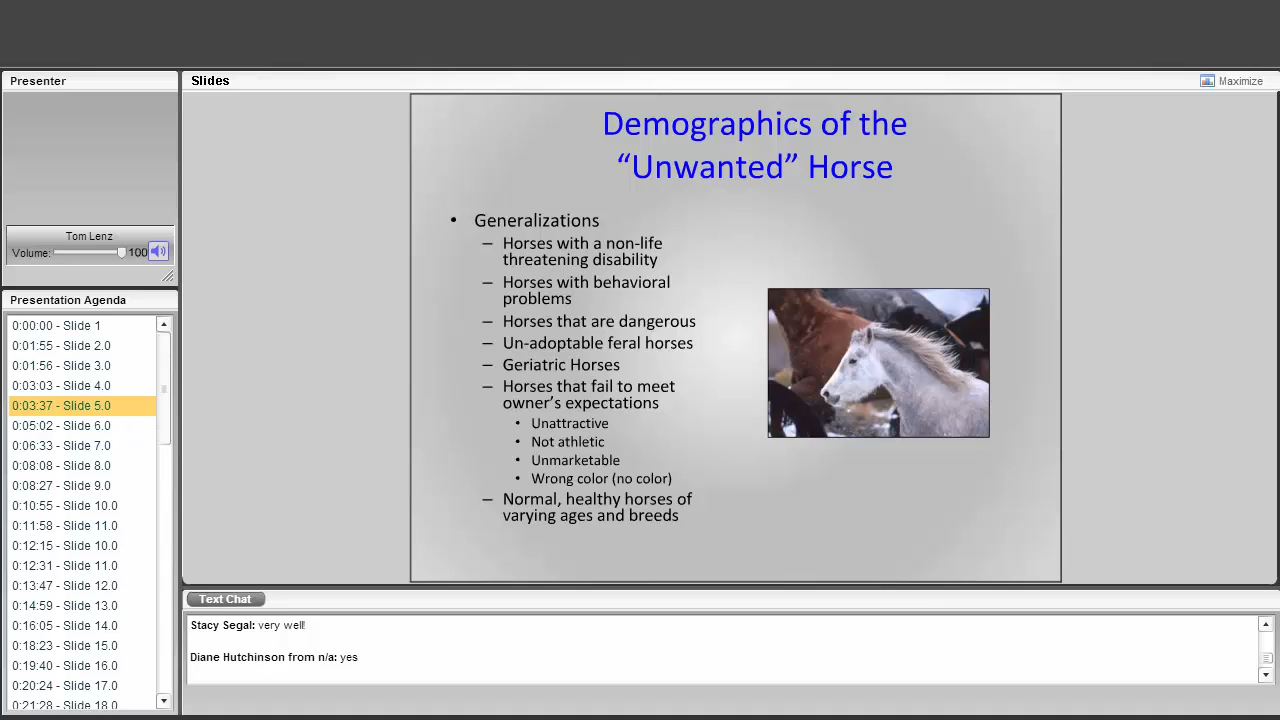 Presenter
Tom Lenz
Volume:
100
Presentation Agenda
0:00:00 - Slide 1
0:01:55 - Slide 2.0
0:01:56 - Slide 3.0
0:03:03 - Slide 4.0
0:03:37 - Slide 5.0
0:05:02 - Slide 6.0
0:06:33 - Slide 7.0
0:08:08 - Slide 8.0
0:08:27 - Slide 9.0
0:10:55 - Slide 10.0
0:11:58 - Slide 11.0
0:12:15 - Slide 10.0
0:12:31 - Slide 11.0
0:13:47 - Slide 12.0
0:14:59 - Slide 13.0
0:16:05 - Slide 14.0
0:18:23 - Slide 15.0
0:19:40 - Slide 16.0
0:20:24 - Slide 17.0
0:21:28 - Slide 18.0
Slides
Maximize
Demographics of the
“Unwanted” Horse
• Generalizations
– Horses with a non-life
threatening disability
– Horses with behavioral
problems
– Horses that are dangerous
– Un-adoptable feral horses
– Geriatric Horses
– Horses that fail to meet
owner’s expectations
• Unattractive
• Not athletic
• Unmarketable
• Wrong color (no color)
– Normal, healthy horses of
varying ages and breeds
Text Chat
Stacy Segal: very well!
Diane Hutchinson from n/a: yes